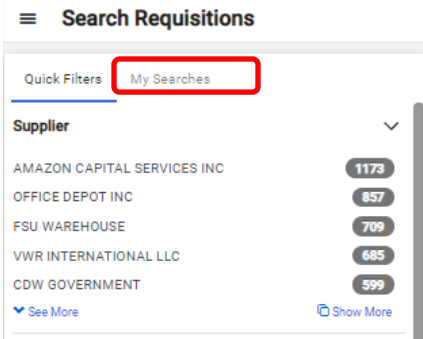 Search Requisitions
Quick Filters My Searches
Supplier
AMAZON CAPITAL SERVICES INC 1173
OFFICE DEPOT INC 857
FSU WAREHOUSE 709
VWR INTERNATIONAL LLC 685
CDW GOVERNMENT 599
See More Show More